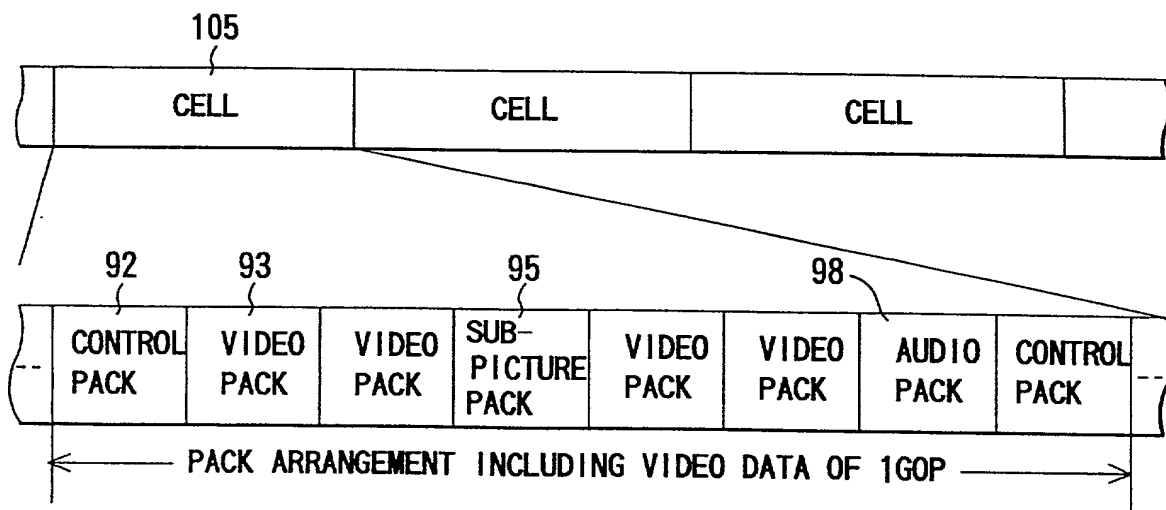 105
CELL CELL CELL
92 93 95 98
CONTROL PACK VIDEO PACK VIDEO PACK SUB-PICTURE PACK VIDEO PACK VIDEO PACK AUDIO PACK CONTROL PACK
PACK ARRANGEMENT INCLUDING VIDEO DATA OF 1GOP